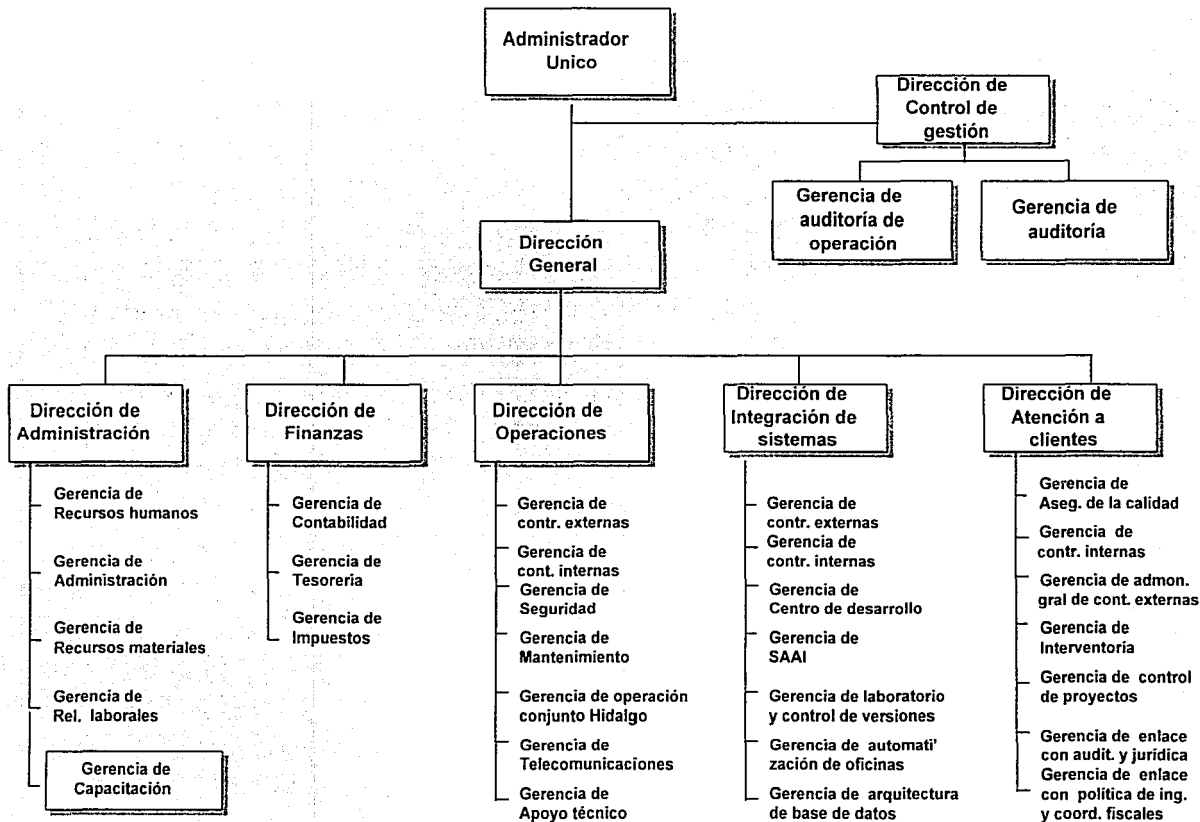 Administrador
Unico
Dirección de
Control de
gestión
Gerencia de
auditoría de
operación
Gerencia de
auditoría
Dirección
General
Dirección de
Administración
Gerencia de
Recursos humanos
Gerencia de
Administración
Gerencia de
Recursos materiales
Gerencia de
Rel. laborales
Gerencia de
Capacitación
Dirección de
Finanzas
Gerencia de
Contabilidad
Gerencia de
Tesoreria
Gerencia de
Impuestos
Dirección de
Operaciones
Gerencia de
contr. externas
Gerencia de
cont. internas
Gerencia de
Seguridad
Gerencia de
Mantenimiento
Gerencia de operación
conjunto Hidalgo
Gerencia de
Telecomunicaciones
Gerencia de
Apoyo técnico
Dirección de
Integración de
sistemas
Gerencia de
contr. externas
Gerencia de
contr. internas
Gerencia de
Centro de desarrollo
Gerencia de
SAAI
Gerencia de laboratorio
y control de versiones
Gerencia de automati'
zación de oficinas
Gerencia de arquitectura
de base de datos
Dirección de
Atención a
clientes
Gerencia de
Aseg. de la calidad
Gerencia de
contr. internas
Gerencia de admon.
gral de cont. externas
Gerencia de
Interventoría
Gerencia de control
de proyectos
Gerencia de enlace
con audit. y jurídica
Gerencia de enlace
con política de ing.
y coord. fiscales